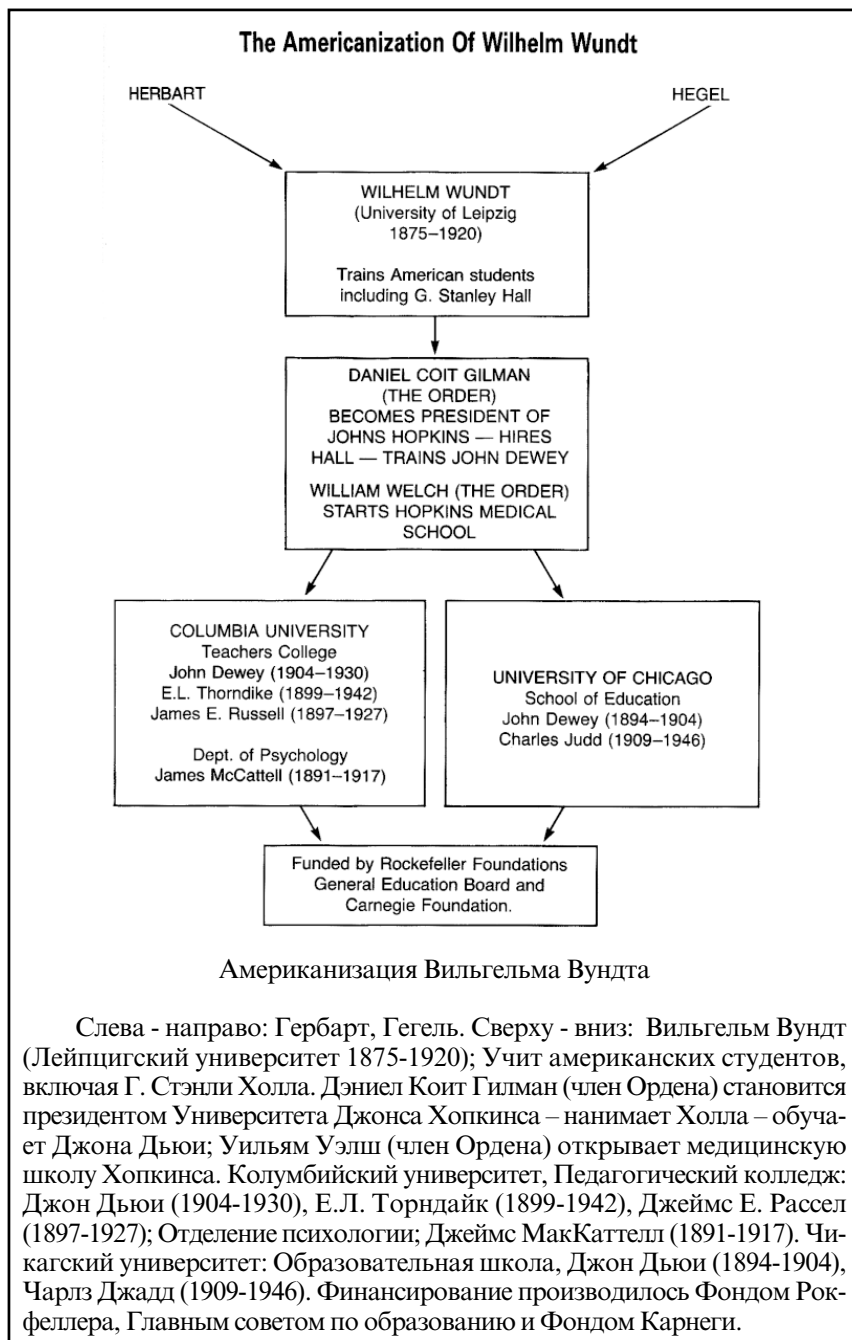 The Americanization Of Wilhelm Wundt
HERBART
HEGEL
WILHELM WUNDT
(University of Leipzig
1875–1920)
Trains American students
including G. Stanley Hall
DANIEL COIT GILMAN
(THE ORDER)
BECOMES PRESIDENT OF
JOHNS HOPKINS — HIRES
HALL — TRAINS JOHN DEWEY
WILLIAM WELCH (THE ORDER)
STARTS HOPKINS MEDICAL
SCHOOL
COLUMBIA UNIVERSITY
Teachers College
John Dewey (1904–1930)
E.L. Thorndike (1899–1942)
James E. Russell (1897–1927)
Dept. of Psychology
James McCattell (1891–1917)
UNIVERSITY OF CHICAGO
School of Education
John Dewey (1894–1904)
Charles Judd (1909–1946)
Funded by Rockefeller Foundations
General Education Board and
Carnegie Foundation.
Американизация Вильгельма Вундта
Слева - направо: Гербарт, Гегель. Сверху - вниз: Вильгельм Вундт
(Лейпцигский университет 1875-1920); Учит американских студентов,
включая Г. Стэнли Холла. Дэниел Коит Гилман (член Ордена) становится
президентом Университета Джонса Хопкинса – нанимает Холла – обуча-
ет Джона Дьюи; Уильям Уэлш (член Ордена) открывает медицинскую
школу Хопкинса. Колумбийский университет, Педагогический колледж:
Джон Дьюи (1904-1930), Е.Л. Торндайк (1899-1942), Джеймс Е. Рассел
(1897-1927); Отделение психологии; Джеймс МакКаттелл (1891-1917). Чи-
кагский университет: Образовательная школа, Джон Дьюи (1894-1904),
Чарлз Джадд (1909-1946). Финансирование производилось Фондом Рок-
феллера, Главным советом по образованию и Фондом Карнеги.